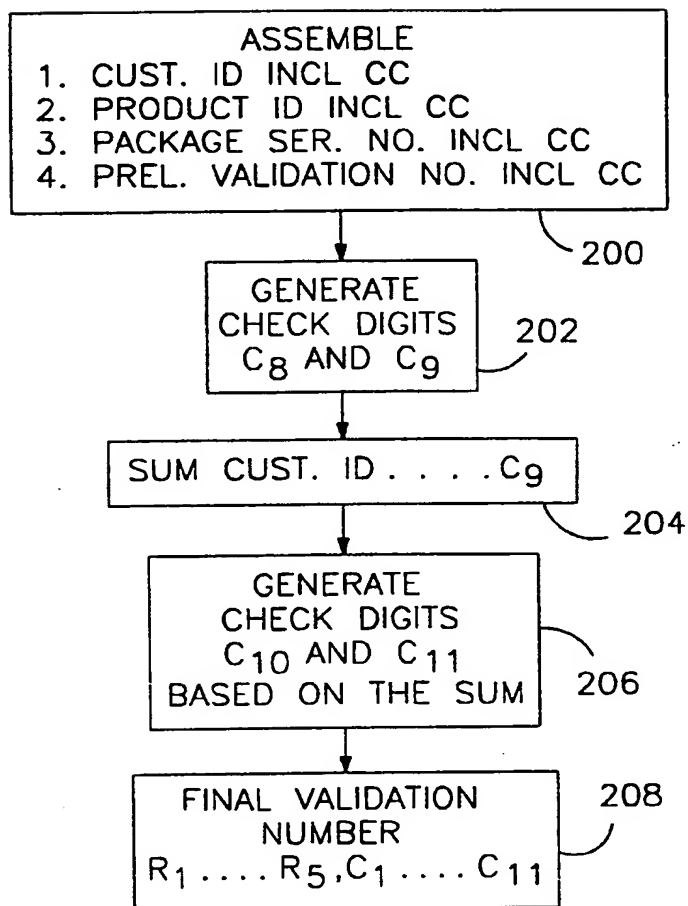 ASSEMBLE
1. CUST. ID INCL CC
2. PRODUCT ID INCL CC
3. PACKAGE SER. NO. INCL CC
4. PREL. VALIDATION NO. INCL CC
200
GENERATE
CHECK DIGITS
C8 AND C9
202
SUM CUST. ID . . . . C9
204
GENERATE
CHECK DIGITS
C10 AND C11
BASED ON THE SUM
206
FINAL VALIDATION
NUMBER
R1 . . . . R5,C1 . . . . C11
208